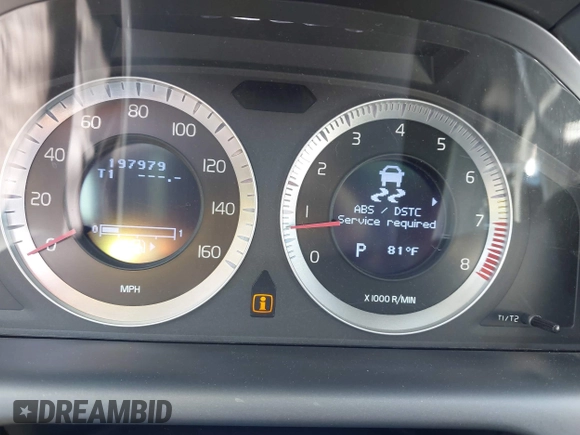 0
20
40
60
80
100
120
140
160
MPH
197979
T1 ---.-
0 1
0
1
2
3
4
5
6
7
8
ABS / DSTC
Service required
P 81°F
X1000 R/MIN
i
T1/T2
DREAMBID